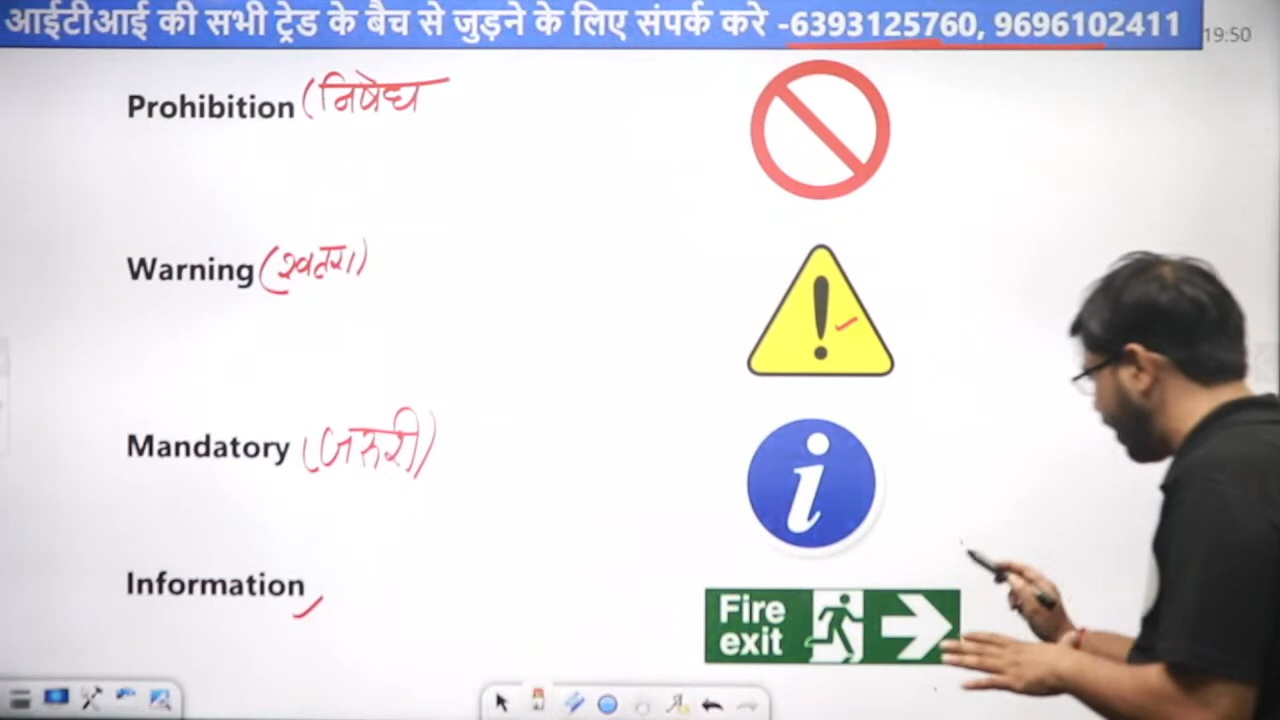 आईटीआई की सभी ट्रेड के बैच से जुड़ने के लिए संपर्क करे -6393125760, 9696102411
19:50
Prohibition (निषेध
Warning (खतरा)
Mandatory (जरुरी)
i
Information
Fire
exit